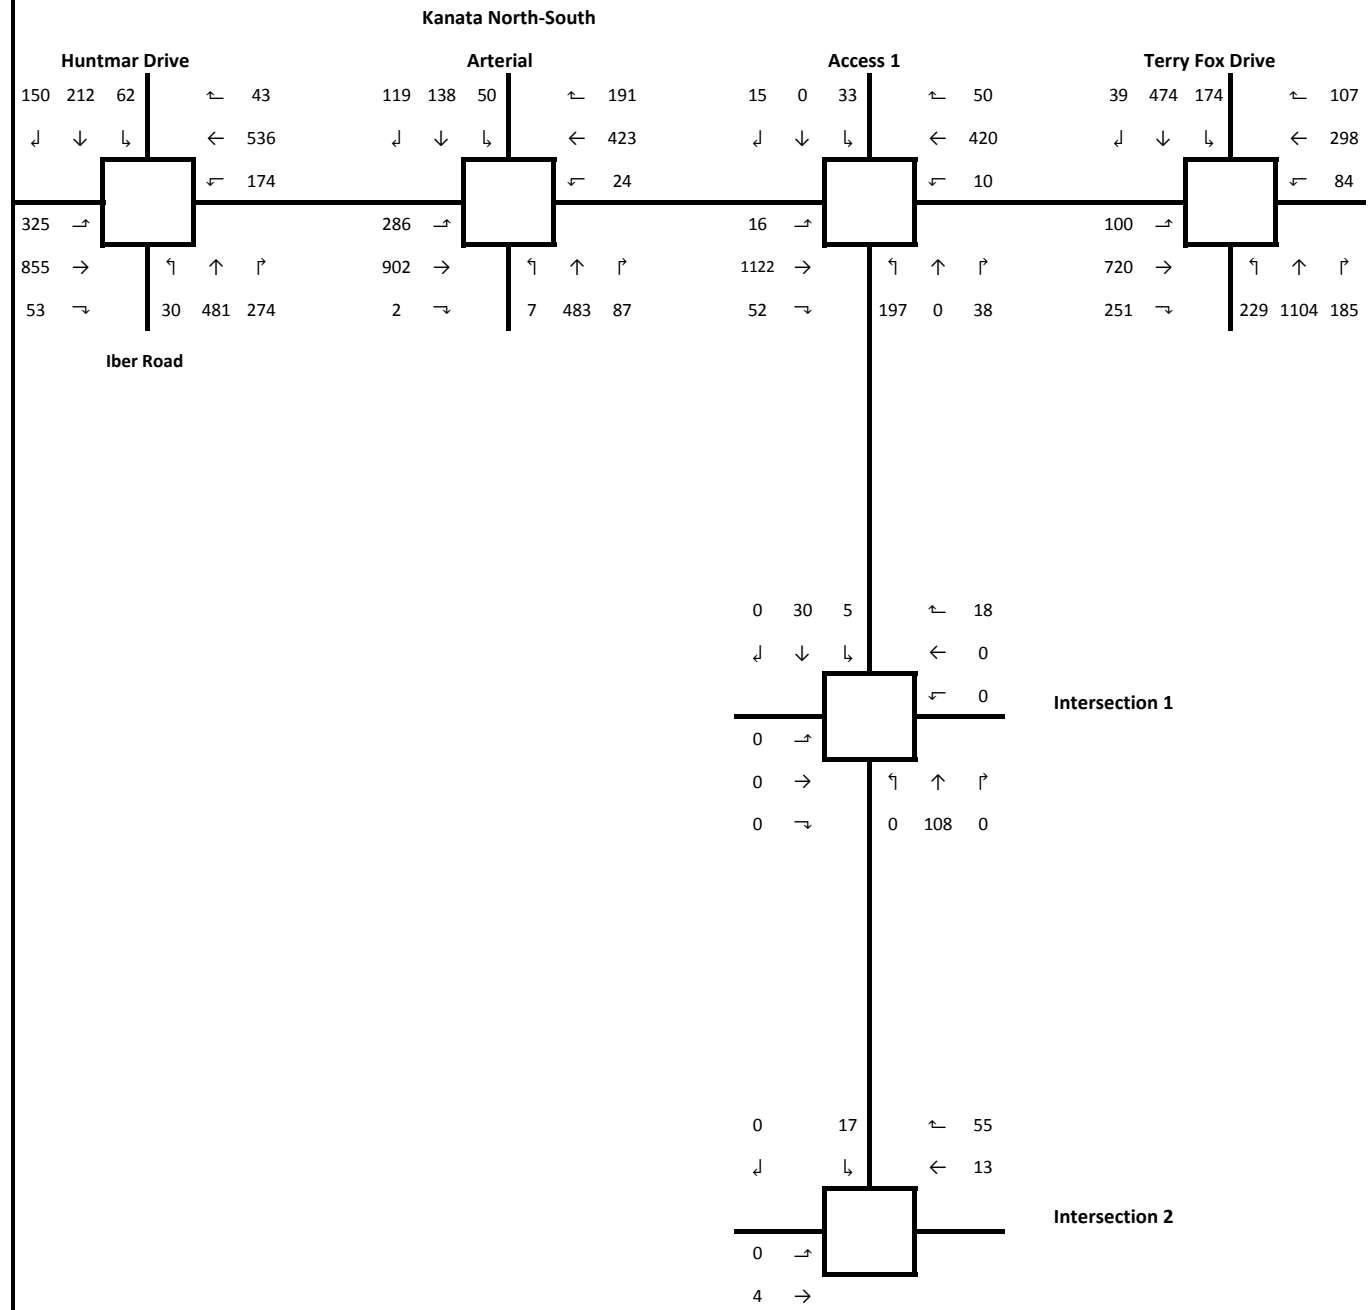 Kanata North-South
Huntmar Drive Arterial Access 1 Terry Fox Drive
150 212 62 ↰ 43 119 138 50 ↰ 191 15 0 33 ↰ 50 39 474 174 ↰ 107
↲ ↓ ↳ ← 536 ↲ ↓ ↳ ← 423 ↲ ↓ ↳ ← 420 ↲ ↓ ↳ ← 298
↙ 174 ↙ 24 ↙ 10 ↙ 84
325 ⬏ 286 ⬏ 16 ⬏ 100 ⬏
855 → ↰ ↑ ↱ 902 → ↰ ↑ ↱ 1122 → ↰ ↑ ↱ 720 → ↰ ↑ ↱
53 ⬎ 30 481 274 2 ⬎ 7 483 87 52 ⬎ 197 0 38 251 ⬎ 229 1104 185
Iber Road
0 30 5 ↰ 18
↲ ↓ ↳ ← 0
↙ 0
Intersection 1
0 ⬏
0 → ↰ ↑ ↱
0 ⬎ 0 108 0
0 17 ↰ 55
↲ ↳ ← 13
Intersection 2
0 ⬏
4 →